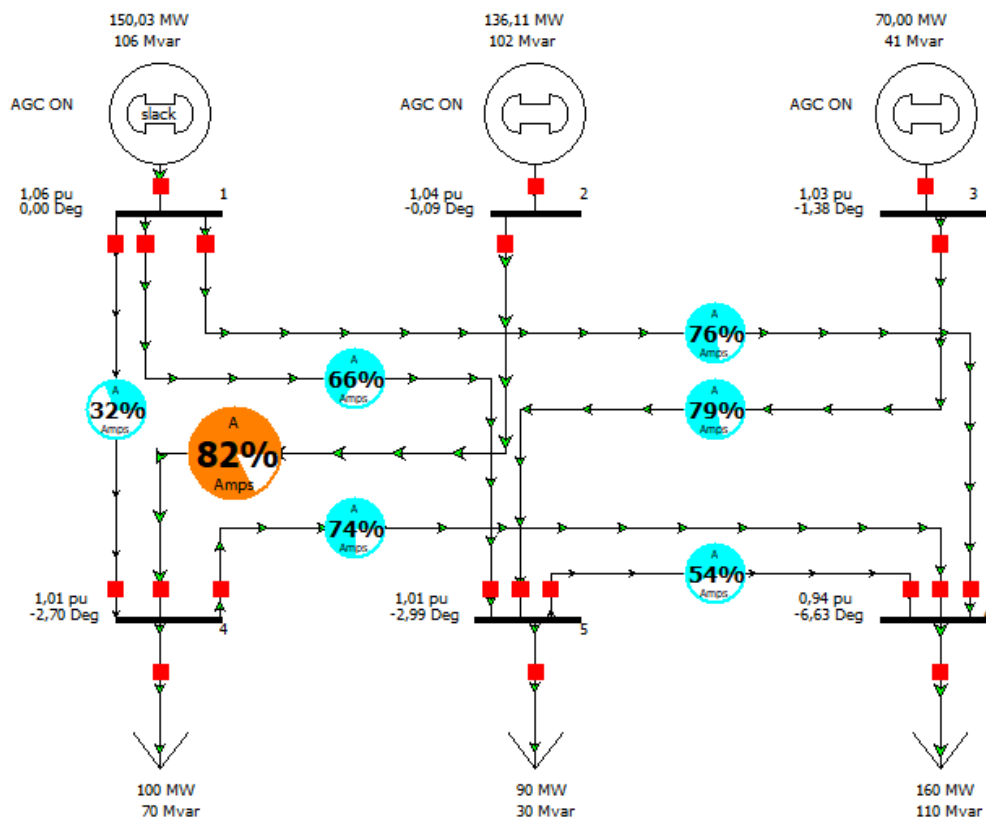 150,03 MW
106 Mvar
136,11 MW
102 Mvar
70,00 MW
41 Mvar
AGC ON
slack
AGC ON
AGC ON
1,06 pu
0,00 Deg
1
1,04 pu
-0,09 Deg
2
1,03 pu
-1,38 Deg
3
A
76%
Amps
A
66%
Amps
A
32%
Amps
A
79%
Amps
A
82%
Amps
A
74%
Amps
A
54%
Amps
1,01 pu
-2,70 Deg
4
1,01 pu
-2,99 Deg
5
0,94 pu
-6,63 Deg
100 MW
70 Mvar
90 MW
30 Mvar
160 MW
110 Mvar